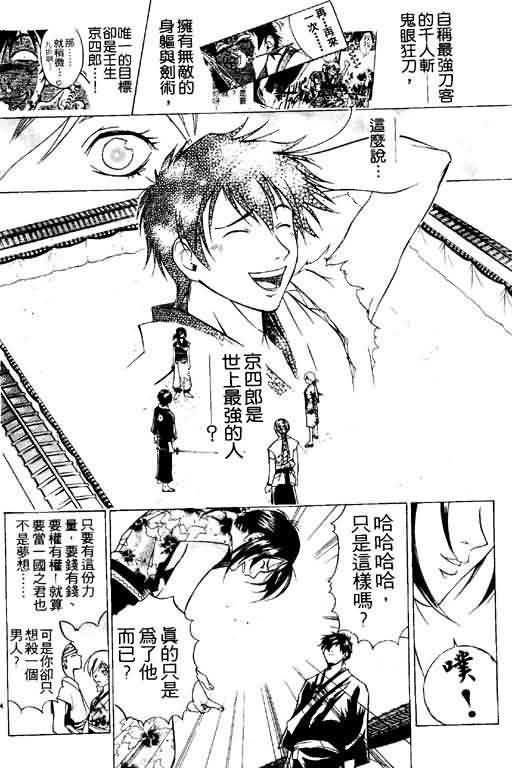 自稱最強刀客
的千人斬
鬼眼狂刀，
再…再來
一次……
擁有無敵的
身軀與劍術，
那……
就稍微…
唯一的目標
卻是壬生
京四郎…！
這麼說…
京四郎是
世上最強的人
……？
噗！
哈哈哈哈，
只是這樣嗎？
真的只是
為了他
而已？
只要有這份力
量，要錢有錢、
要權有權！就算
要當一國之君也
不是夢想……
可是你卻只
想殺一個
男人？